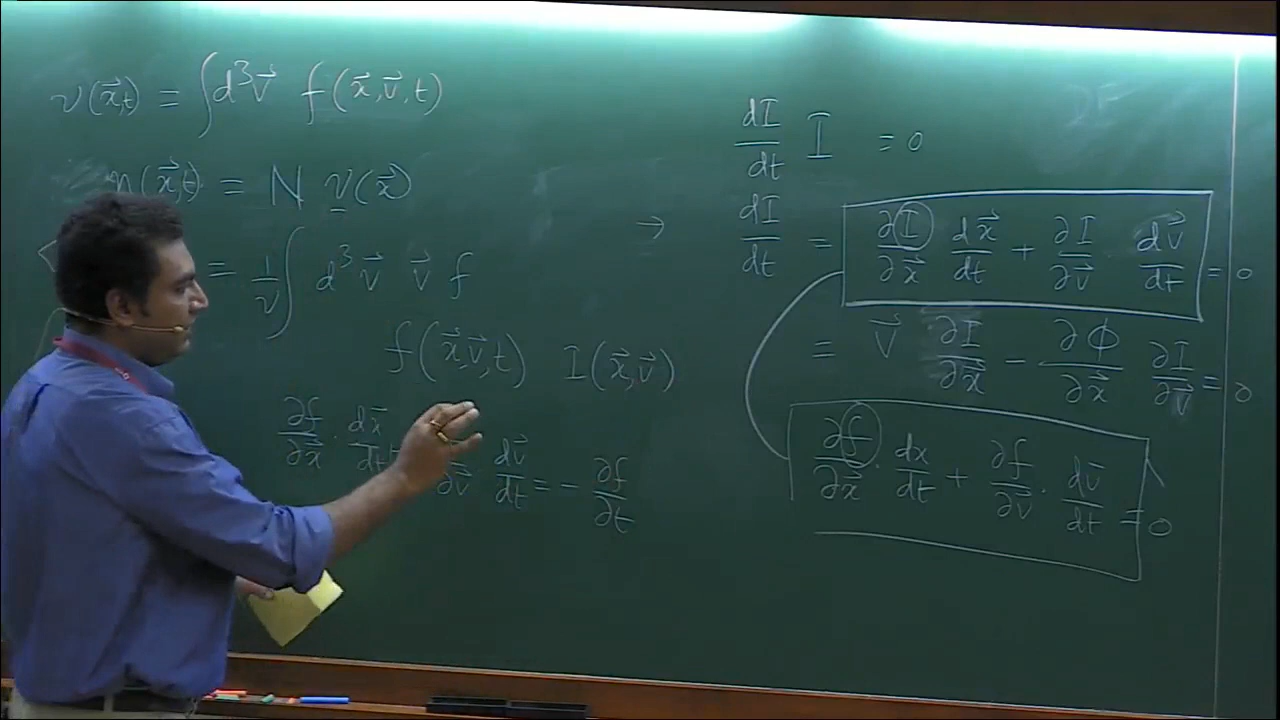 ν(x⃗,t) = ∫d³v⃗ f(x⃗,v⃗,t)
n(x⃗,t) = N ν(x⃗)
= 1/ν ∫ d³v⃗ v⃗ f
f(x⃗,v⃗,t) I(x⃗,v⃗)
∂f/∂x⃗ · dx⃗/dt + ∂v⃗ dv⃗/dt = - ∂f/∂t
dI/dt I = 0
→ dI/dt = ∂I/∂x⃗ dx⃗/dt + ∂I/∂v⃗ dv⃗/dt = 0
= v⃗ ∂I/∂x⃗ - ∂Φ/∂x⃗ ∂I/∂v⃗ = 0
∂f/∂x⃗ · dx/dt + ∂f/∂v⃗ · dv⃗/dt = 0